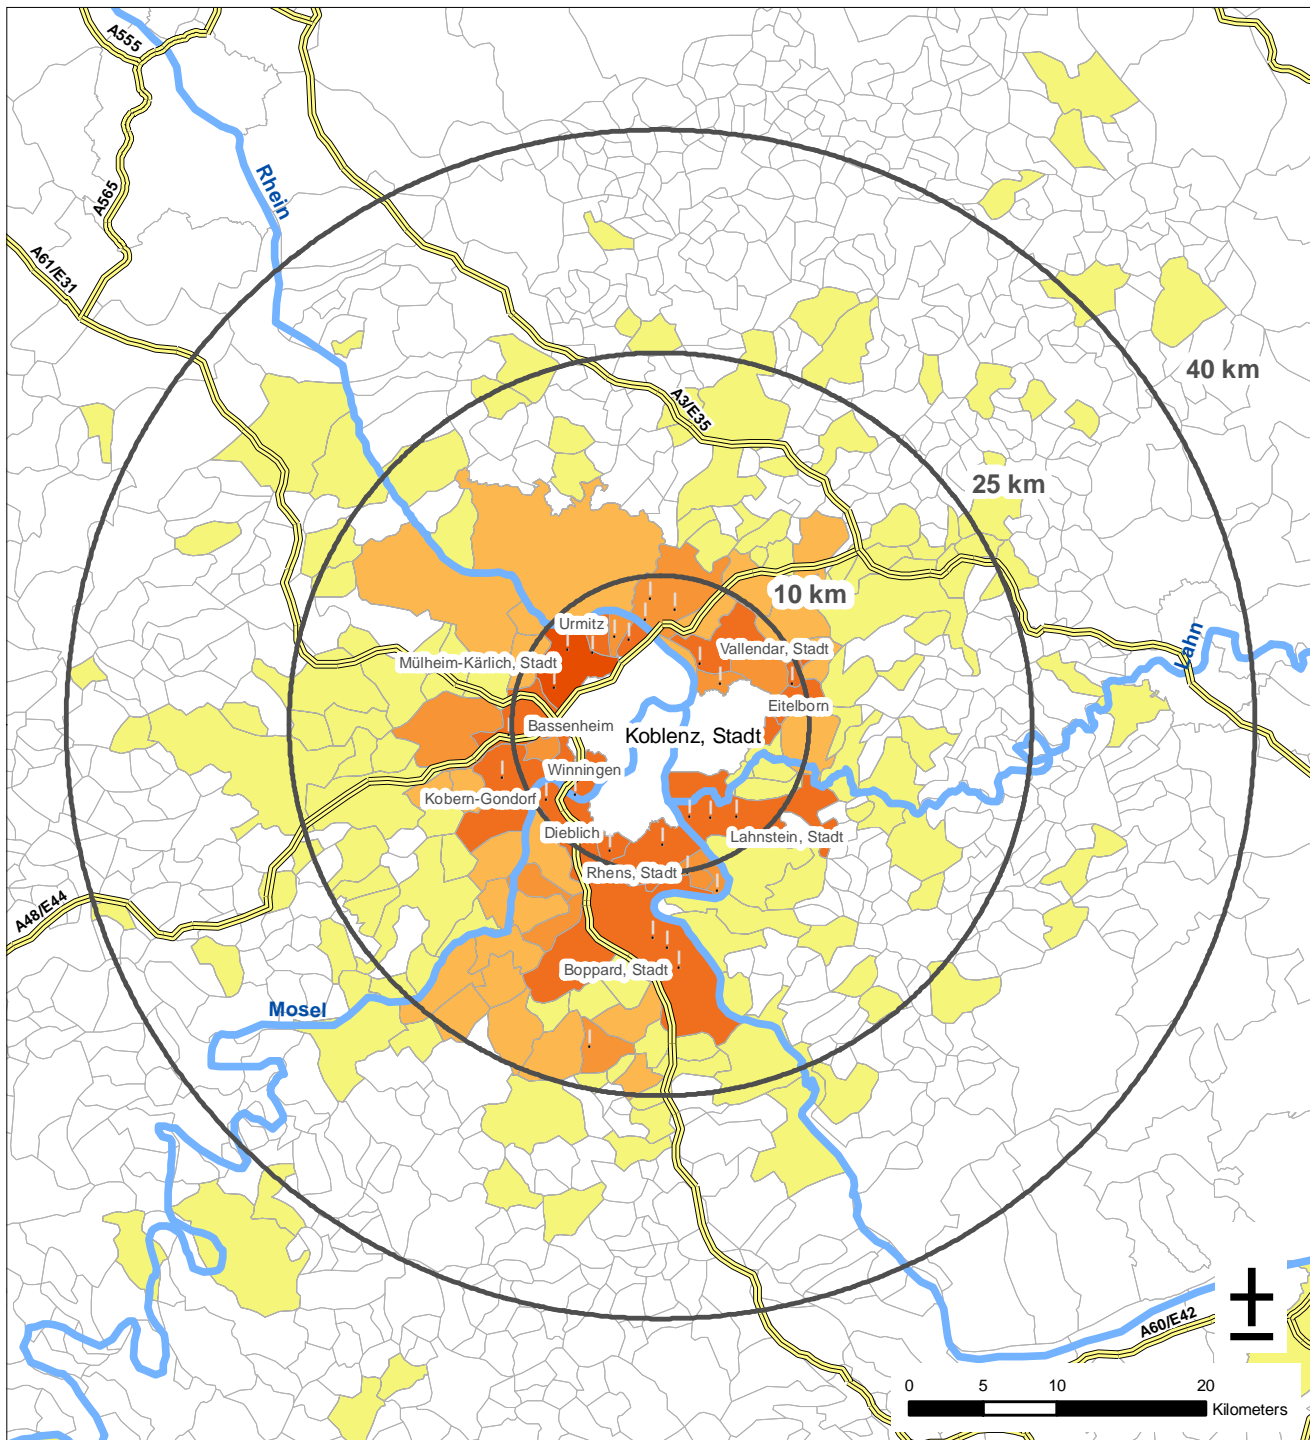 A555
A565
Rhein
A61/E31
40 km
A3/E35
25 km
10 km
Urmitz
Vallendar, Stadt
Mülheim-Kärlich, Stadt
Lahn
Eitelborn
Bassenheim
Koblenz, Stadt
Winningen
Kobern-Gondorf
Dieblich
Lahnstein, Stadt
Rhens, Stadt
A48/E44
Boppard, Stadt
Mosel
A60/E42
0 5 10 20
Kilometers